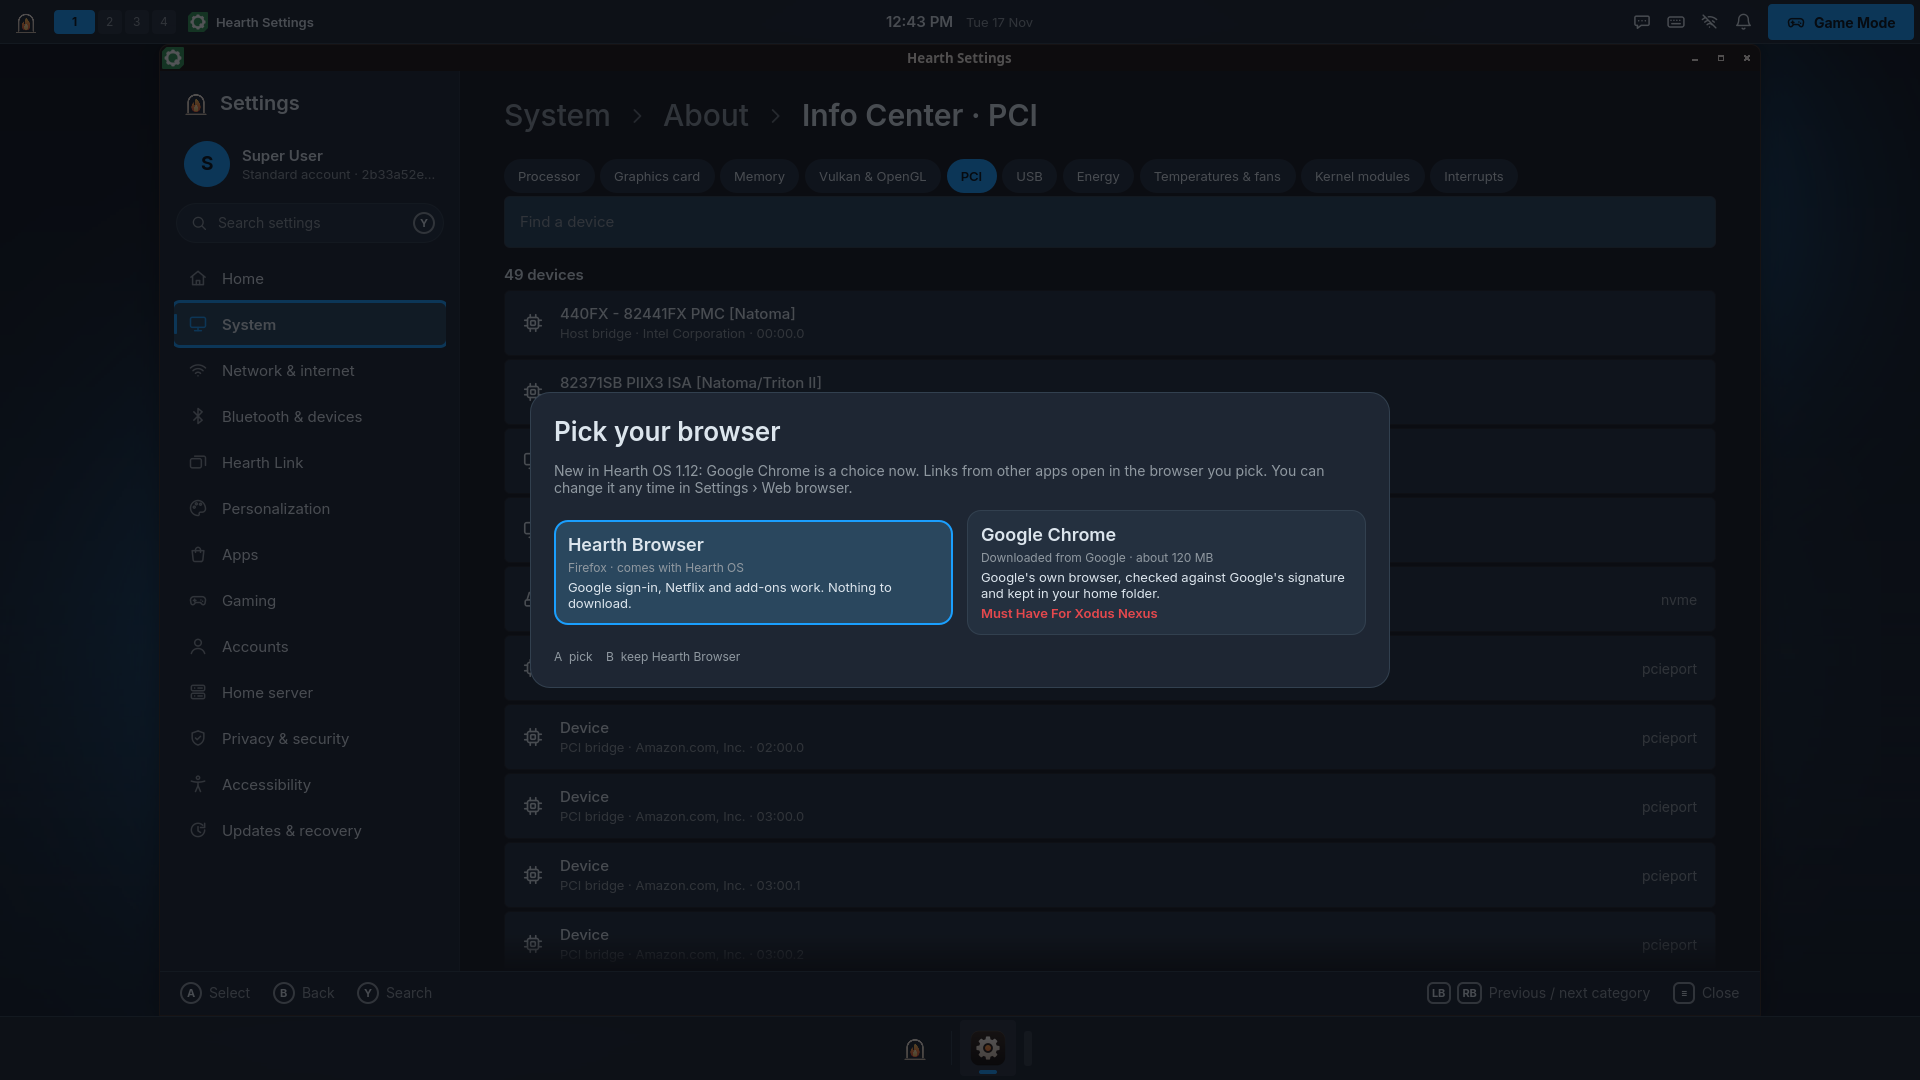 1 2 3 4 Hearth Settings 12:43 PM Tue 17 Nov Game Mode
Hearth Settings
Settings
Super User
Standard account · 2b33a52e...
Search settings Y
Home
System
Network & internet
Bluetooth & devices
Hearth Link
Personalization
Apps
Gaming
Accounts
Home server
Privacy & security
Accessibility
Updates & recovery
System > About > Info Center · PCI
Processor Graphics card Memory Vulkan & OpenGL PCI USB Energy Temperatures & fans Kernel modules Interrupts
Find a device
49 devices
440FX - 82441FX PMC [Natoma]
Host bridge · Intel Corporation · 00:00.0
82371SB PIIX3 ISA [Natoma/Triton II]
Pick your browser
New in Hearth OS 1.12: Google Chrome is a choice now. Links from other apps open in the browser you pick. You can
change it any time in Settings › Web browser.
Hearth Browser
Firefox · comes with Hearth OS
Google sign-in, Netflix and add-ons work. Nothing to
download.
Google Chrome
Downloaded from Google · about 120 MB
Google's own browser, checked against Google's signature
and kept in your home folder.
Must Have For Xodus Nexus
A pick B keep Hearth Browser
nvme
pcieport
Device
PCI bridge · Amazon.com, Inc. · 02:00.0
pcieport
Device
PCI bridge · Amazon.com, Inc. · 03:00.0
pcieport
Device
PCI bridge · Amazon.com, Inc. · 03:00.1
pcieport
Device
PCI bridge · Amazon.com, Inc. · 03:00.2
pcieport
A Select B Back Y Search LB RB Previous / next category Close